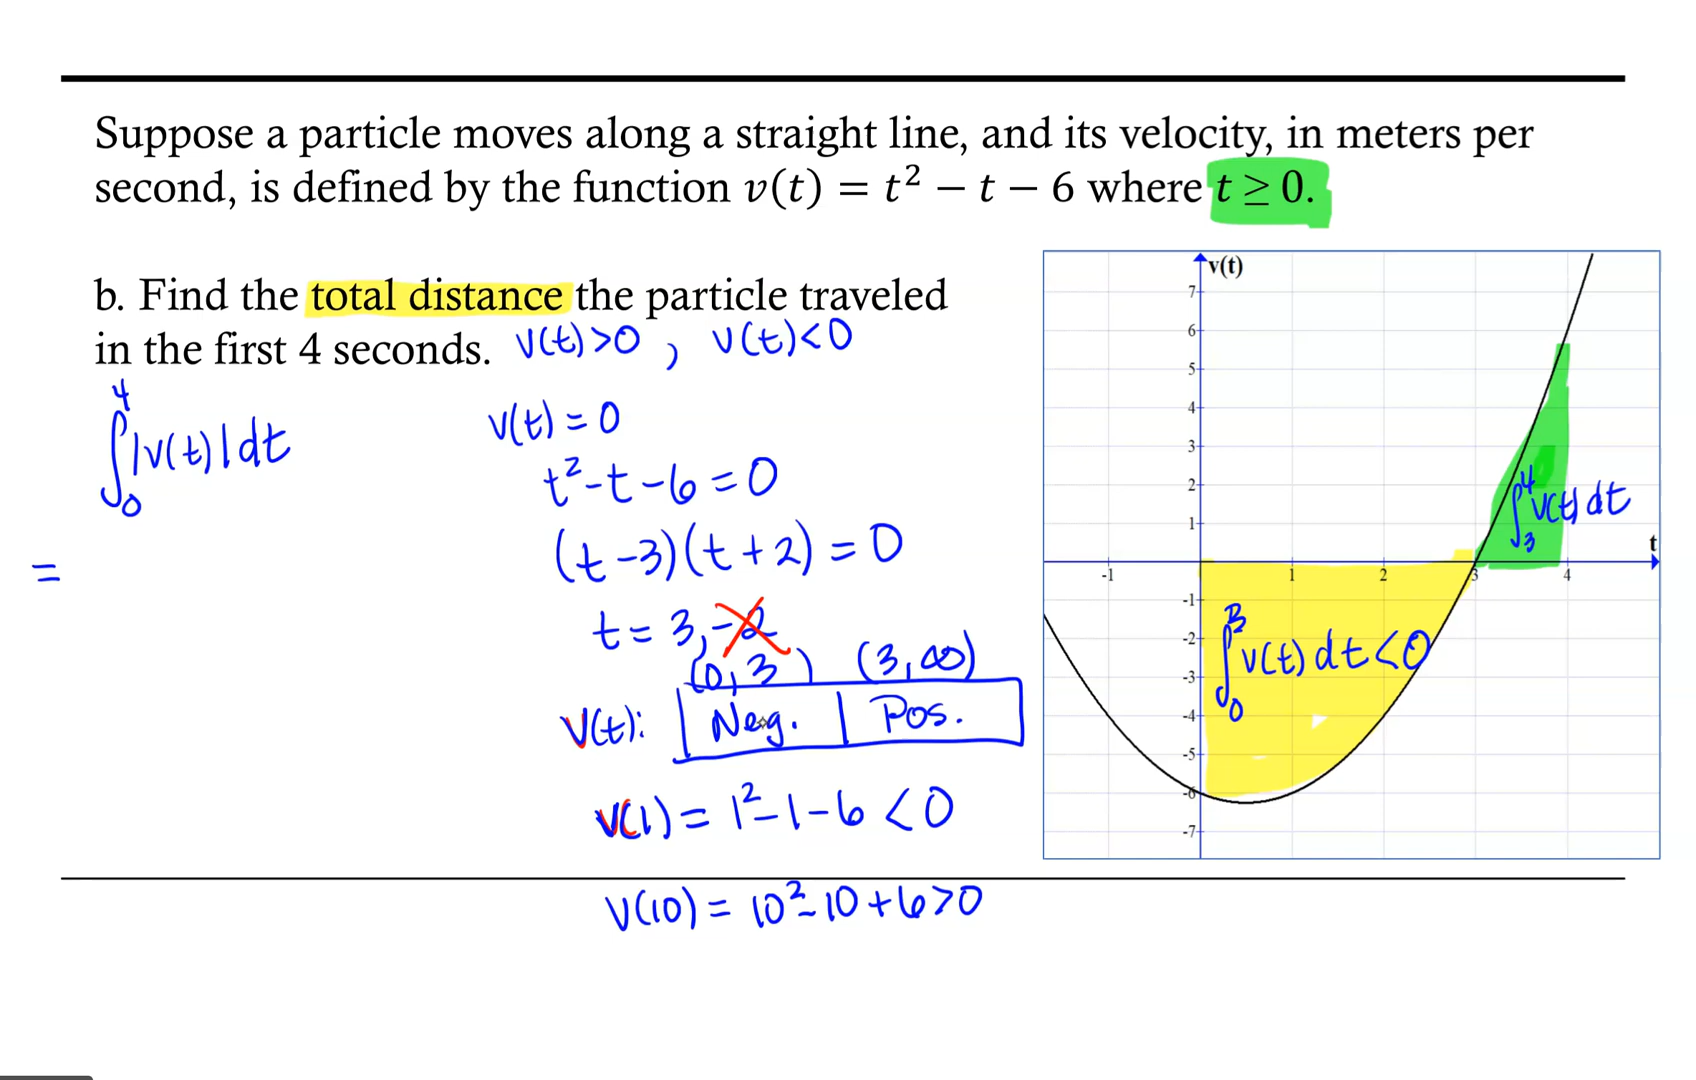 Suppose a particle moves along a straight line, and its velocity, in meters per
second, is defined by the function v(t) = t² − t − 6 where t ≥ 0.
b. Find the total distance the particle traveled
in the first 4 seconds. v(t)>0 , v(t)<0
∫₀⁴ |v(t)| dt
=
v(t) = 0
t² - t - 6 = 0
(t - 3)(t + 2) = 0
t = 3, -2
(0, 3) (3, ∞)
v(t): Neg. | Pos.
v(1) = 1² - 1 - 6 < 0
v(10) = 10² - 10 + 6 > 0
v(t)
7
6
5
4
3
2
1
-1
-2
-3
-4
-5
-6
-7
-1 1 2 3 4
t
∫₃⁴ v(t) dt
∫₀³ v(t) dt < 0